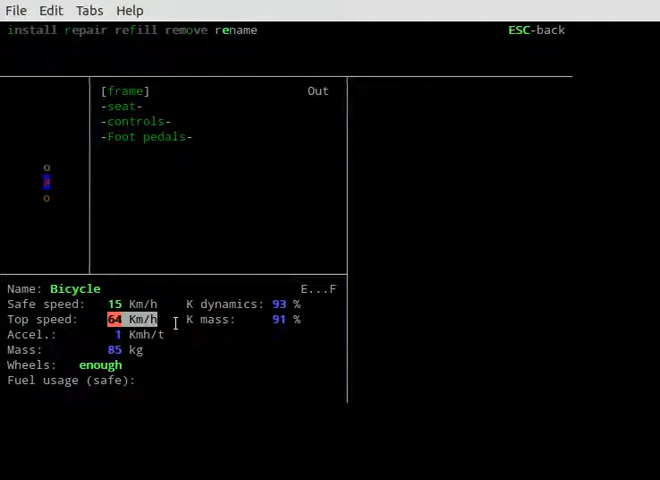 File Edit Tabs Help
install repair refill remove rename ESC-back
[frame] Out
-seat-
-controls-
-Foot pedals-
o
o
Name: Bicycle E...F
Safe speed: 15 Km/h K dynamics: 93 %
Top speed: 64 Km/h K mass: 91 %
Accel.: 1 Kmh/t
Mass: 85 kg
Wheels: enough
Fuel usage (safe):